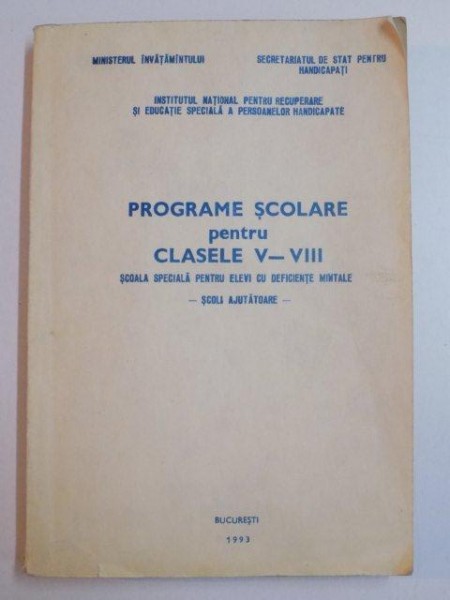 MINISTERUL ÎNVĂŢĂMÎNTULUI
SECRETARIATUL DE STAT PENTRU
HANDICAPAŢI
INSTITUTUL NAŢIONAL PENTRU RECUPERARE
ŞI EDUCAŢIE SPECIALĂ A PERSOANELOR HANDICAPATE
PROGRAME ŞCOLARE
pentru
CLASELE V—VIII
ŞCOALA SPECIALĂ PENTRU ELEVI CU DEFICIENŢE MINTALE
— ŞCOLI AJUTĂTOARE —
BUCUREŞTI
1993